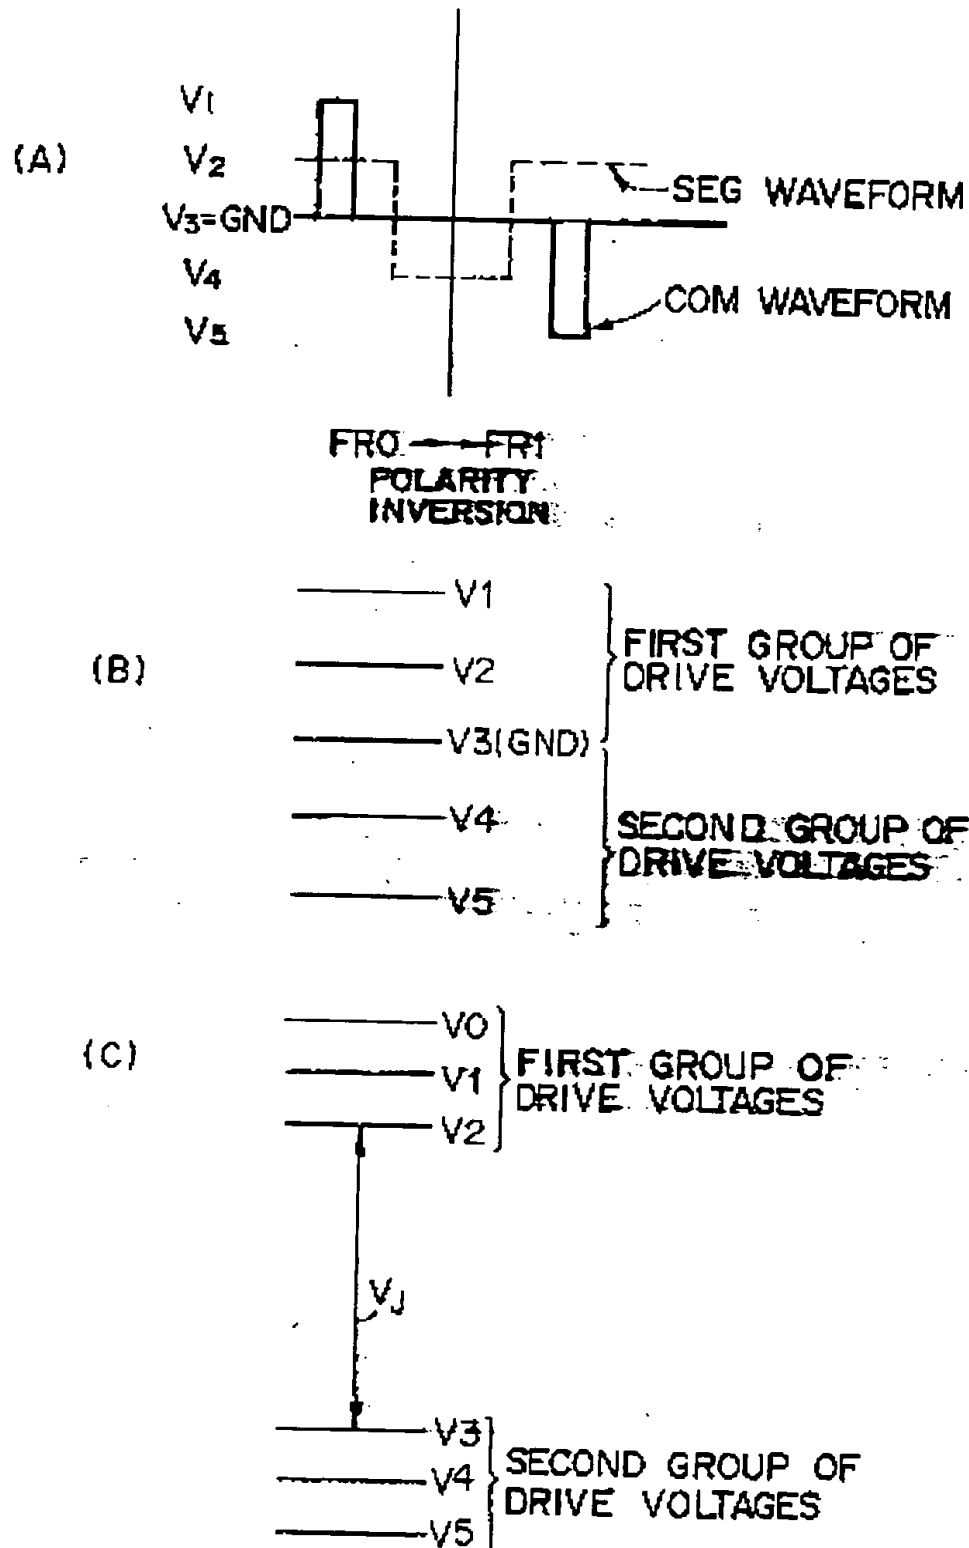 (A)
V1
V2
V3=GND
V4
V5
SEG WAVEFORM
COM WAVEFORM
FR0 FR1
POLARITY
INVERSION
(B)
V1
V2
V3(GND)
V4
V5
FIRST GROUP OF
DRIVE VOLTAGES
SECOND GROUP OF
DRIVE VOLTAGES
(C)
V0
V1
V2
FIRST GROUP OF
DRIVE VOLTAGES
VJ
V3
V4
V5
SECOND GROUP OF
DRIVE VOLTAGES